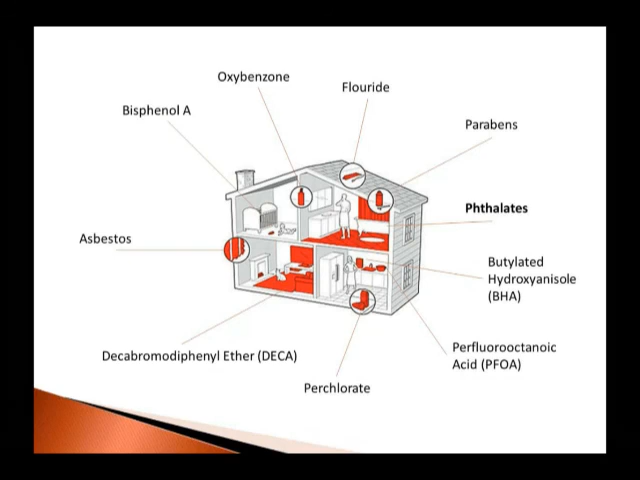 Oxybenzone
Flouride
Bisphenol A
Parabens
Phthalates
Asbestos
Butylated
Hydroxyanisole
(BHA)
Perfluorooctanoic
Acid (PFOA)
Decabromodiphenyl Ether (DECA)
Perchlorate